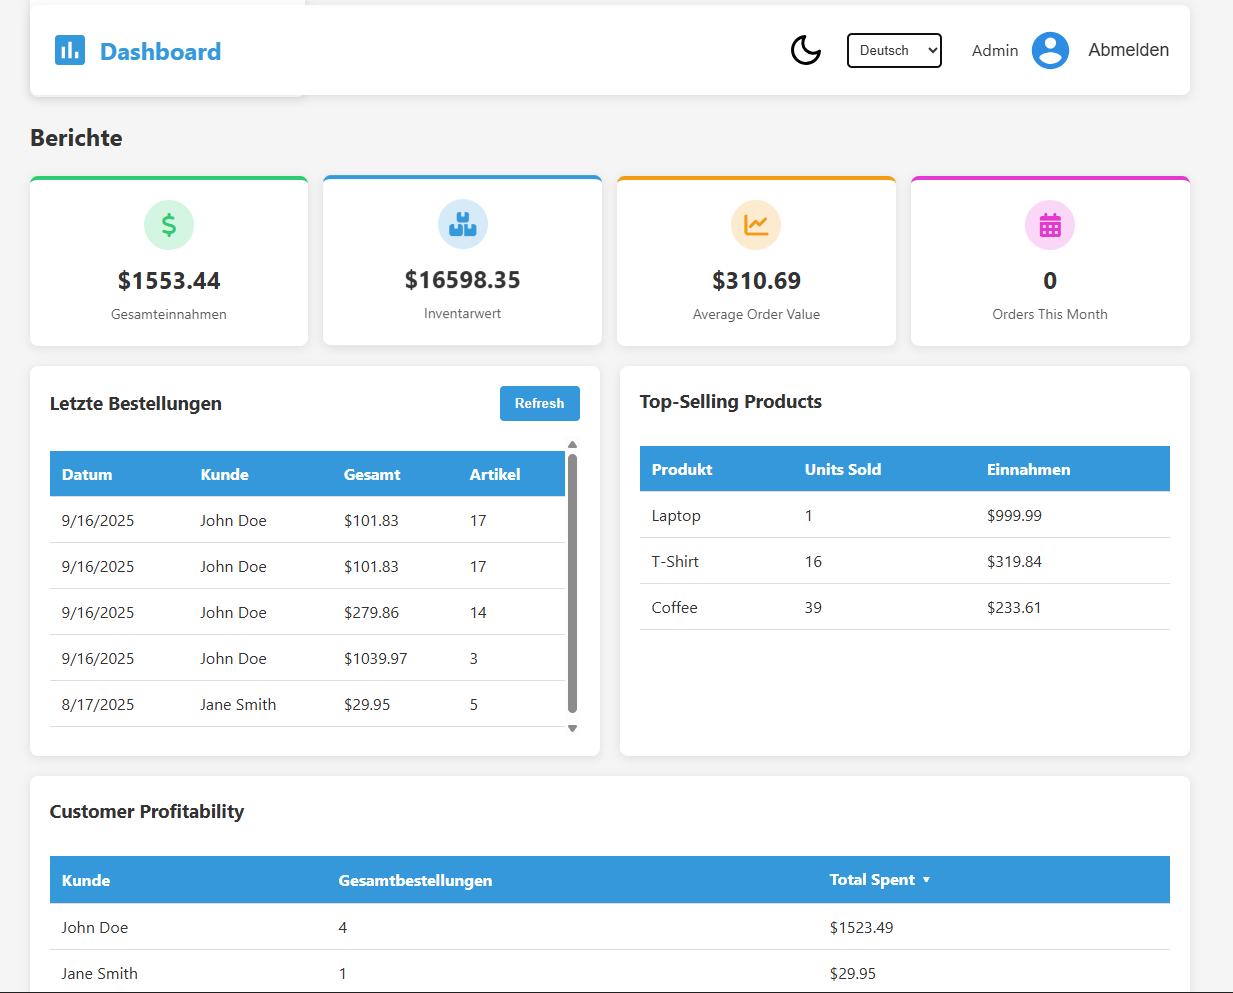 Dashboard
Deutsch
Admin
Abmelden
Berichte
$1553.44
Gesamteinnahmen
$16598.35
Inventarwert
$310.69
Average Order Value
0
Orders This Month
Letzte Bestellungen
Refresh
Datum Kunde Gesamt Artikel
9/16/2025 John Doe $101.83 17
9/16/2025 John Doe $101.83 17
9/16/2025 John Doe $279.86 14
9/16/2025 John Doe $1039.97 3
8/17/2025 Jane Smith $29.95 5
Top-Selling Products
Produkt Units Sold Einnahmen
Laptop 1 $999.99
T-Shirt 16 $319.84
Coffee 39 $233.61
Customer Profitability
Kunde Gesamtbestellungen Total Spent ▼
John Doe 4 $1523.49
Jane Smith 1 $29.95